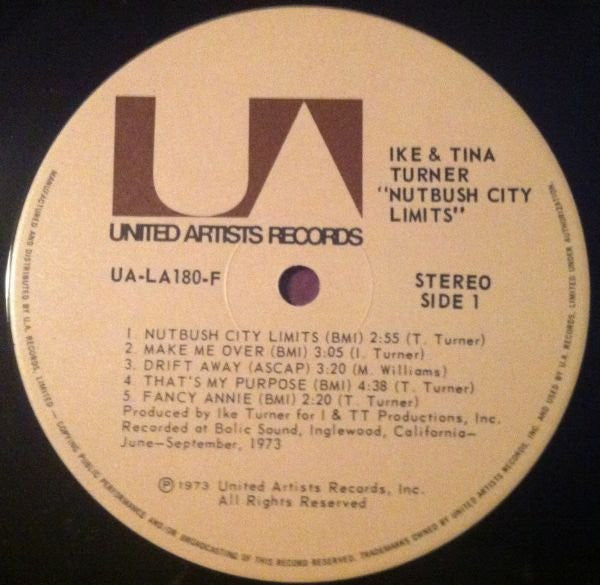 UA
UNITED ARTISTS RECORDS
IKE & TINA
TURNER
"NUTBUSH CITY
LIMITS"
UA-LA180-F
STEREO
SIDE 1
1. NUTBUSH CITY LIMITS (BMI) 2:55 (T. Turner)
2. MAKE ME OVER (BMI) 3:05 (I. Turner)
3. DRIFT AWAY (ASCAP) 3:20 (M. Williams)
4. THAT'S MY PURPOSE (BMI) 4:38 (T. Turner)
5. FANCY ANNIE (BMI) 2:20 (T. Turner)
Produced by Ike Turner for I & TT Productions, Inc.
Recorded at Bolic Sound, Inglewood, California—
June—September, 1973
℗ 1973 United Artists Records, Inc.
All Rights Reserved
MANUFACTURED AND DISTRIBUTED BY U.A. RECORDS, LIMITED — COPYING PUBLIC PERFORMANCE AND/OR BROADCASTING OF THIS RECORD RESERVED. TRADEMARKS OWNED BY UNITED ARTISTS RECORDS, INC. AND USED BY U.A. RECORDS, LIMITED UNDER AUTHORIZATION.